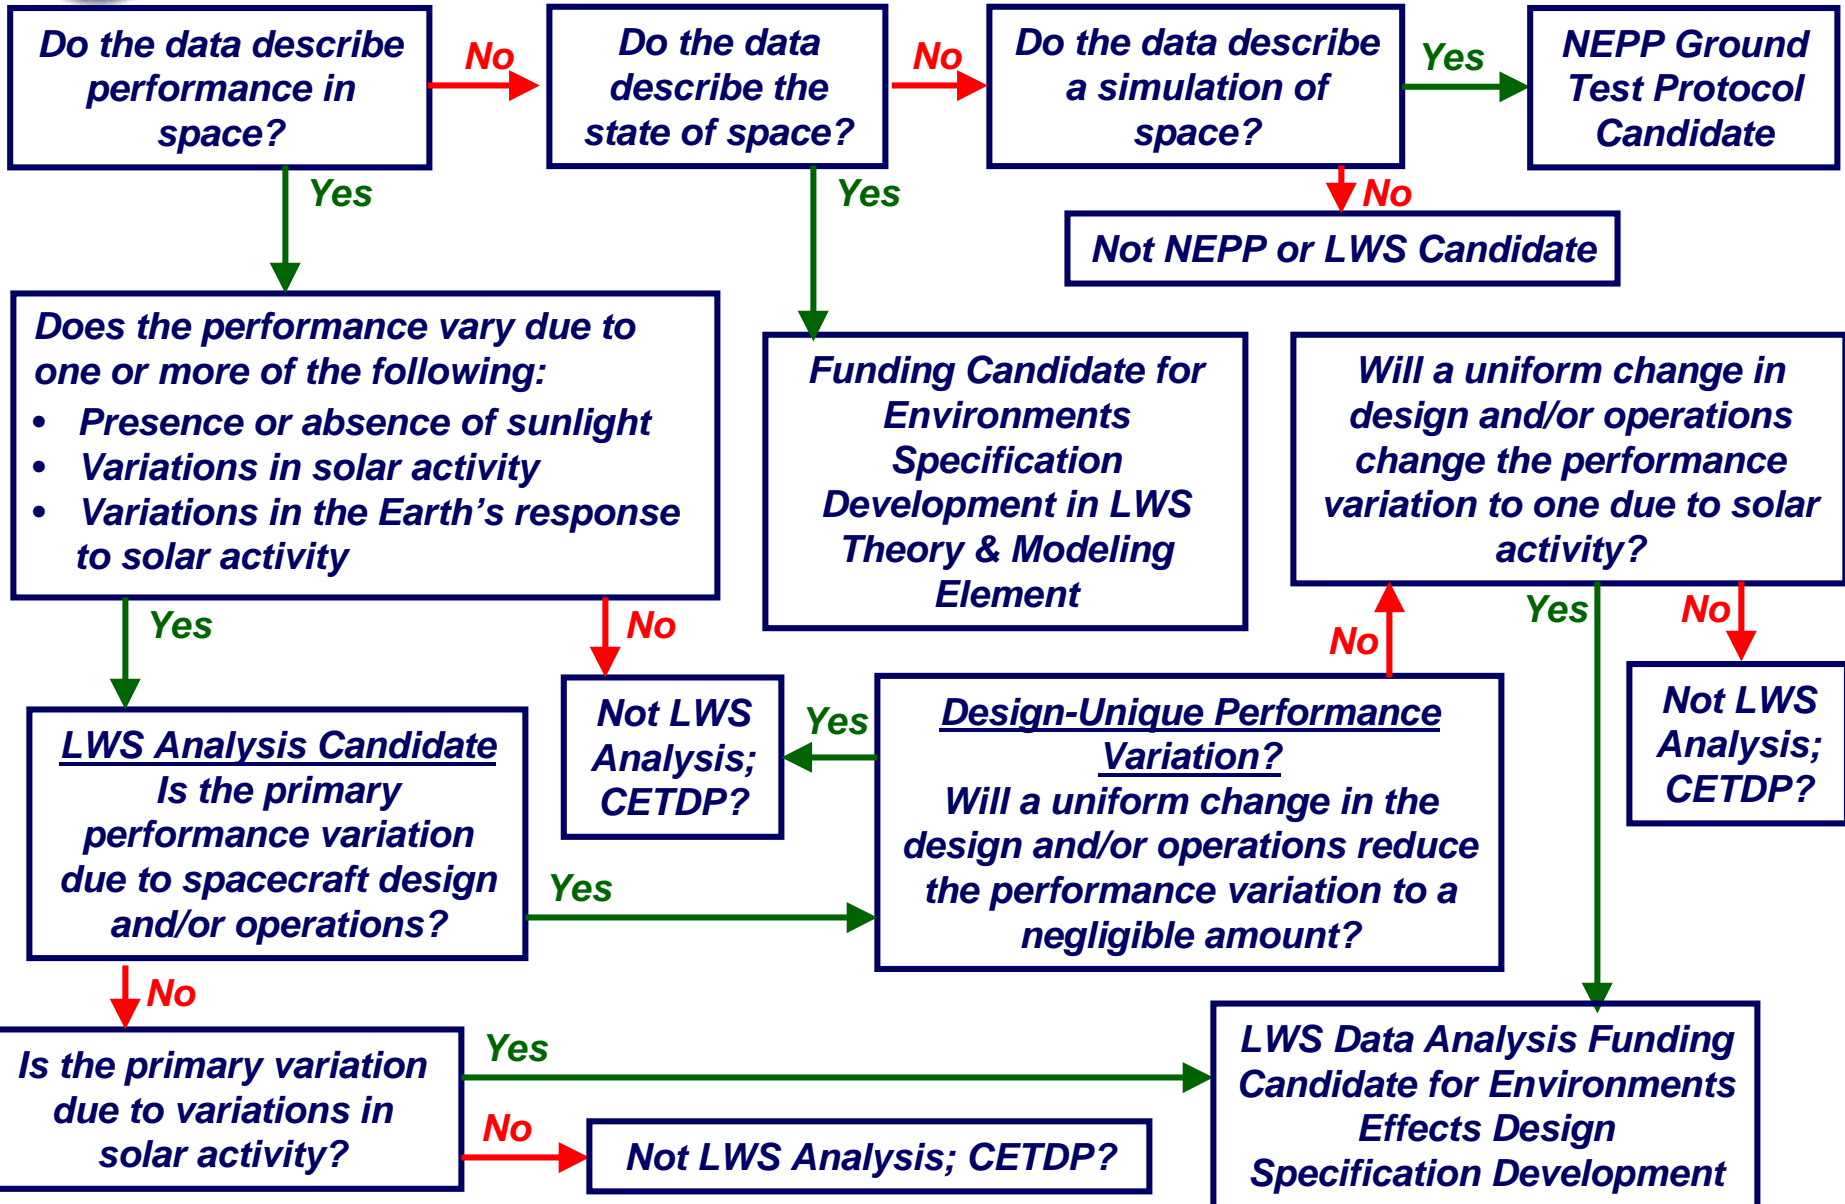 Do the data describe
performance in
space?
No
Do the data
describe the
state of space?
No
Do the data describe
a simulation of
space?
Yes
NEPP Ground
Test Protocol
Candidate
Yes
Yes
No
Not NEPP or LWS Candidate
Does the performance vary due to
one or more of the following:
• Presence or absence of sunlight
• Variations in solar activity
• Variations in the Earth's response
to solar activity
Funding Candidate for
Environments
Specification
Development in LWS
Theory & Modeling
Element
Will a uniform change in
design and/or operations
change the performance
variation to one due to solar
activity?
Yes
No
No
Yes
No
LWS Analysis Candidate
Is the primary
performance variation
due to spacecraft design
and/or operations?
Not LWS
Analysis;
CETDP?
Yes
Design-Unique Performance
Variation?
Will a uniform change in the
design and/or operations reduce
the performance variation to a
negligible amount?
Not LWS
Analysis;
CETDP?
Yes
No
Is the primary variation
due to variations in
solar activity?
Yes
No
Not LWS Analysis; CETDP?
LWS Data Analysis Funding
Candidate for Environments
Effects Design
Specification Development